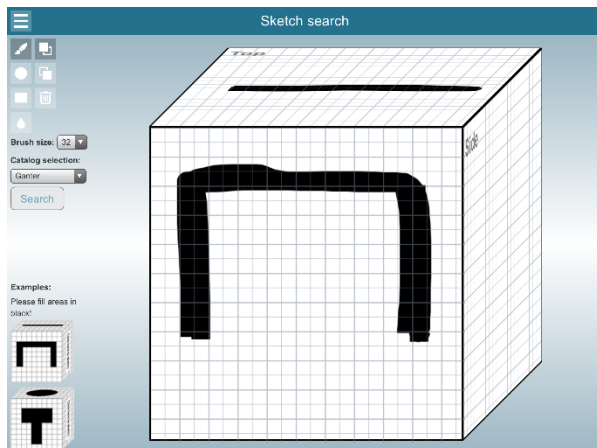 Sketch search
Top
Side
Brush size: 32
Catalog selection:
Ganter
Search
Examples:
Please fill areas in
black!